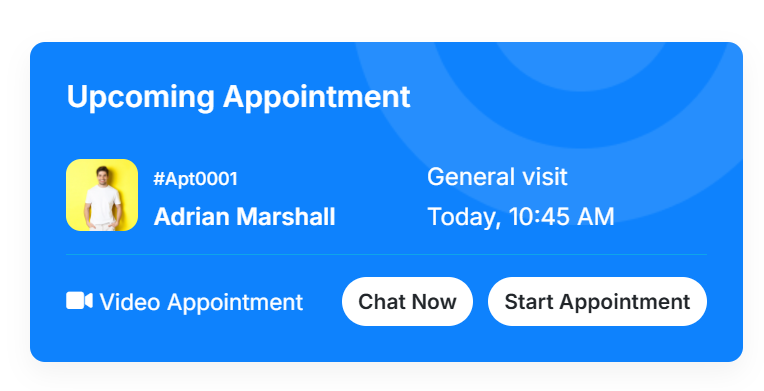 Upcoming Appointment
#Apt0001
Adrian Marshall
General visit
Today, 10:45 AM
Video Appointment
Chat Now
Start Appointment